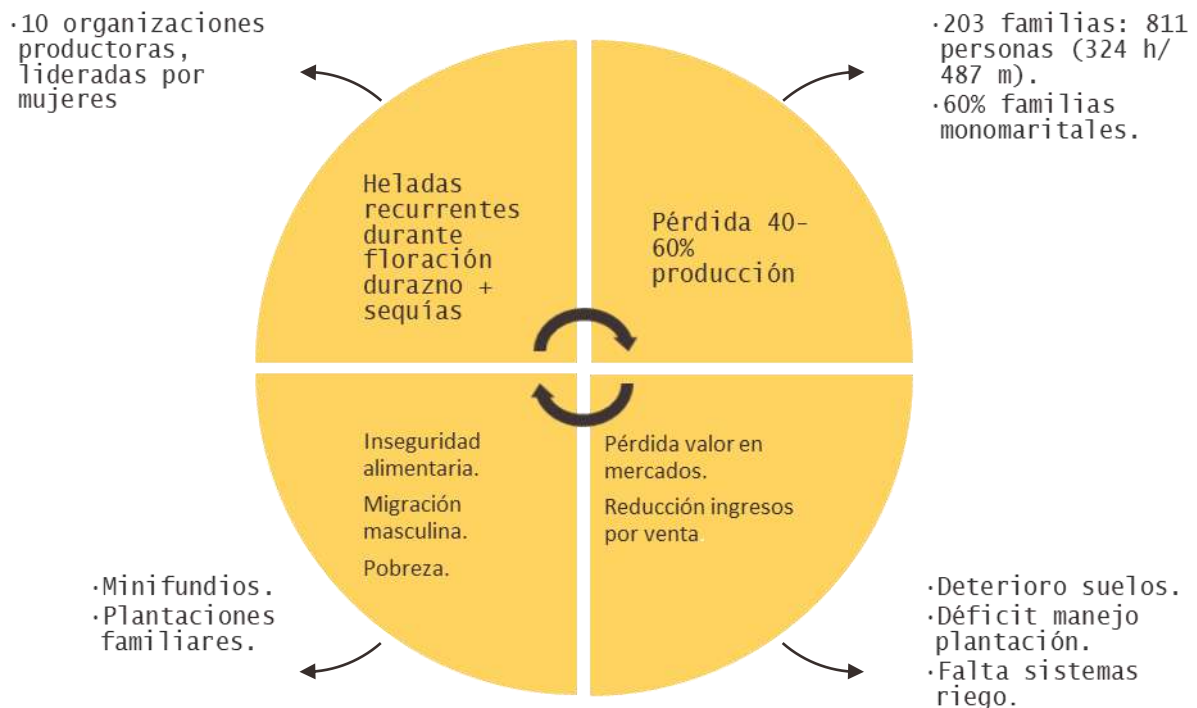 ·10 organizaciones
productoras,
lideradas por
mujeres
·203 familias: 811
personas (324 h/
487 m).
·60% familias
monomaritales.
Heladas
recurrentes
durante
floración
durazno +
sequías
Pérdida 40-
60%
producción
Inseguridad
alimentaria.
Migración
masculina.
Pobreza.
Pérdida valor en
mercados.
Reducción ingresos
por venta.
·Minifundios.
·Plantaciones
familiares.
·Deterioro suelos.
·Déficit manejo
plantación.
·Falta sistemas
riego.